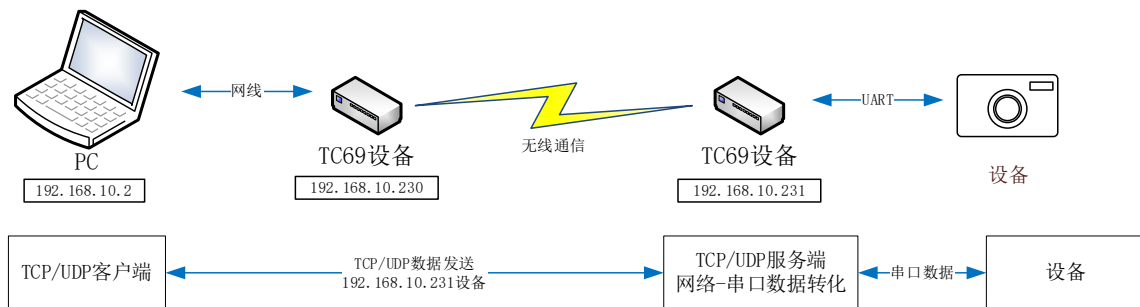 网线
UART
无线通信
PC
TC69设备
TC69设备
设备
192.168.10.2
192.168.10.230
192.168.10.231
TCP/UDP客户端
TCP/UDP数据发送
192.168.10.231设备
TCP/UDP服务端
网络-串口数据转化
串口数据
设备